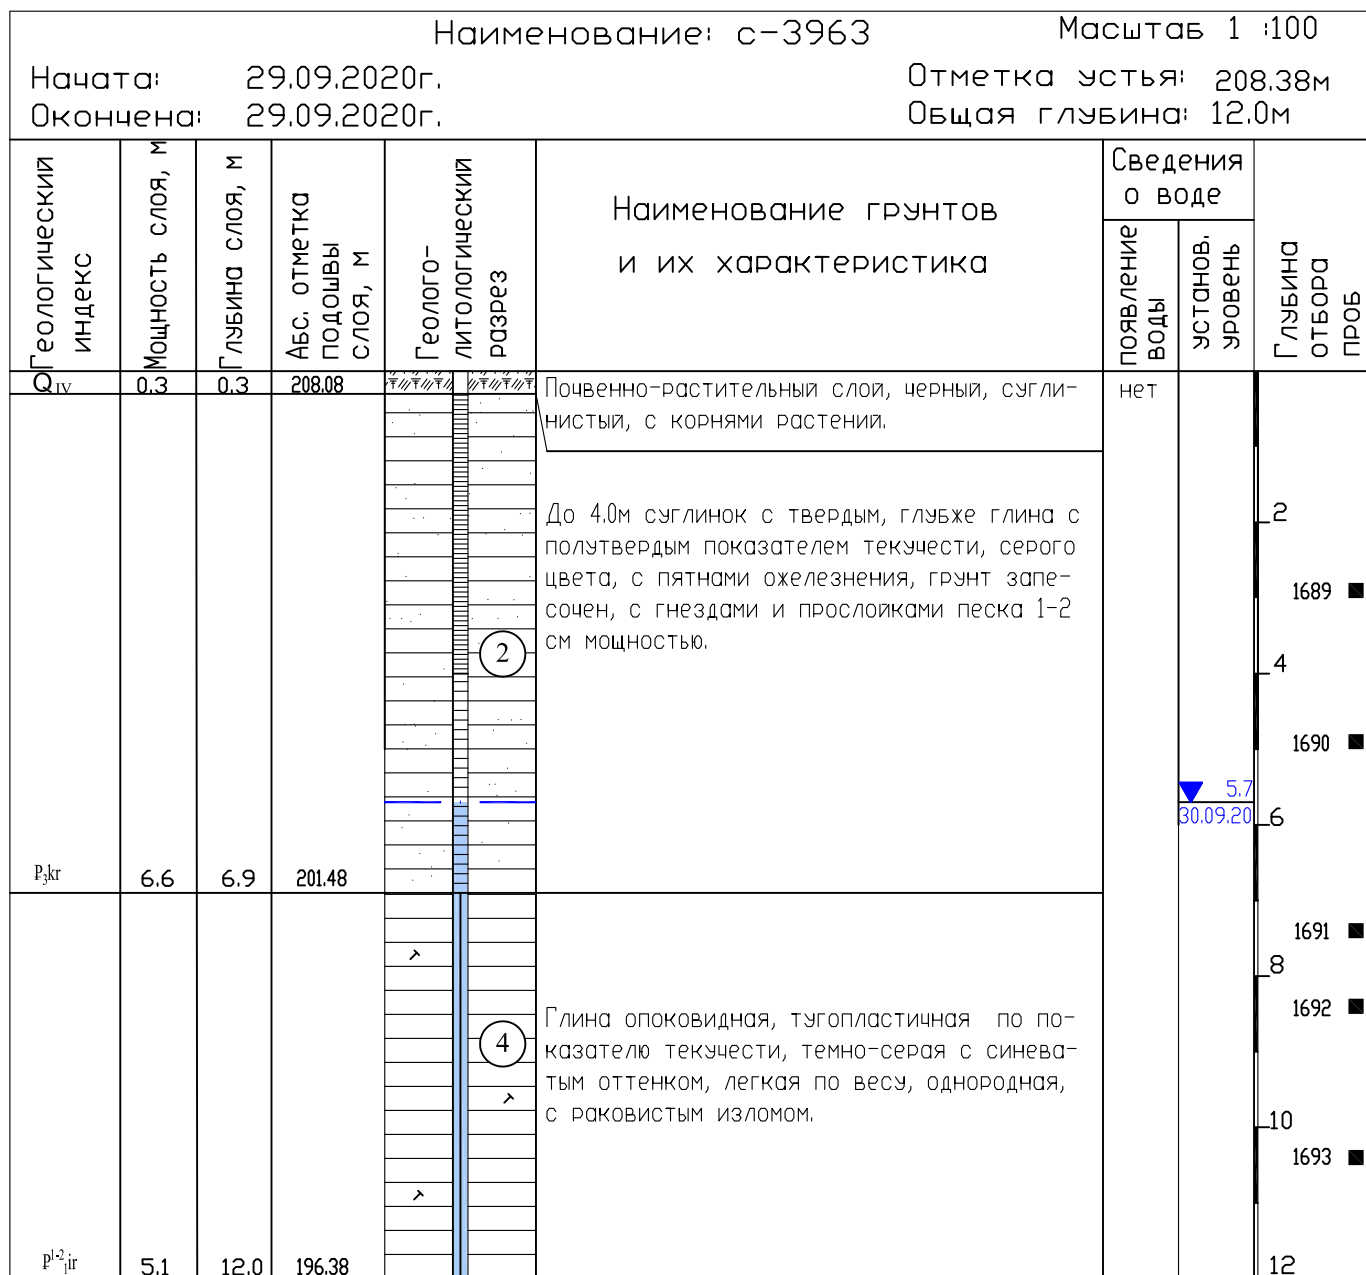 Наименование: с-3963
Масштаб 1 :100
Начата: 29.09.2020г.
Отметка устья: 208.38м
Окончена: 29.09.2020г.
Общая глубина: 12.0м
Геологический
индекс
Мощность слоя, м
Глубина слоя, м
Абс. отметка
подошвы
слоя, м
Геолого-
литологический
разрез
Наименование грунтов
и их характеристика
Сведения
о воде
появление
воды
установ.
уровень
Глубина
отбора
проб
QIV 0.3 0.3 208.08
Почвенно-растительный слой, черный, сугли-
нистый, с корнями растений.
нет
До 4.0м суглинок с твердым, глубже глина с
полутвердым показателем текучести, серого
цвета, с пятнами ожелезнения, грунт запе-
сочен, с гнездами и прослойками песка 1-2
см мощностью.
2
1689
2
4
1690
5.7
30.09.20
6
₽₃kr 6.6 6.9 201.48
1691
8
1692
Глина опоковидная, тугопластичная по по-
казателю текучести, темно-серая с синева-
тым оттенком, легкая по весу, однородная,
с раковистым изломом.
4
10
1693
₽¹⁻²₁ir 5.1 12.0 196.38
12